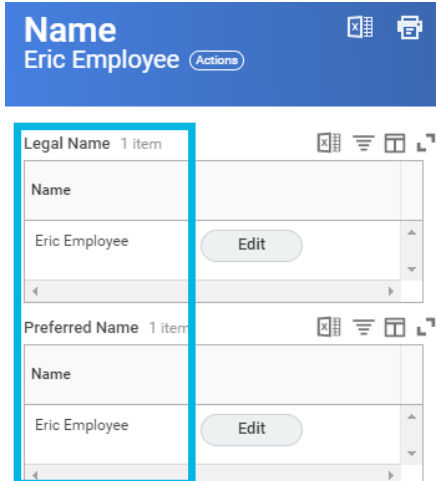 Name
Eric Employee Actions
Legal Name 1 item
Name
Eric Employee Edit
Preferred Name 1 item
Name
Eric Employee Edit